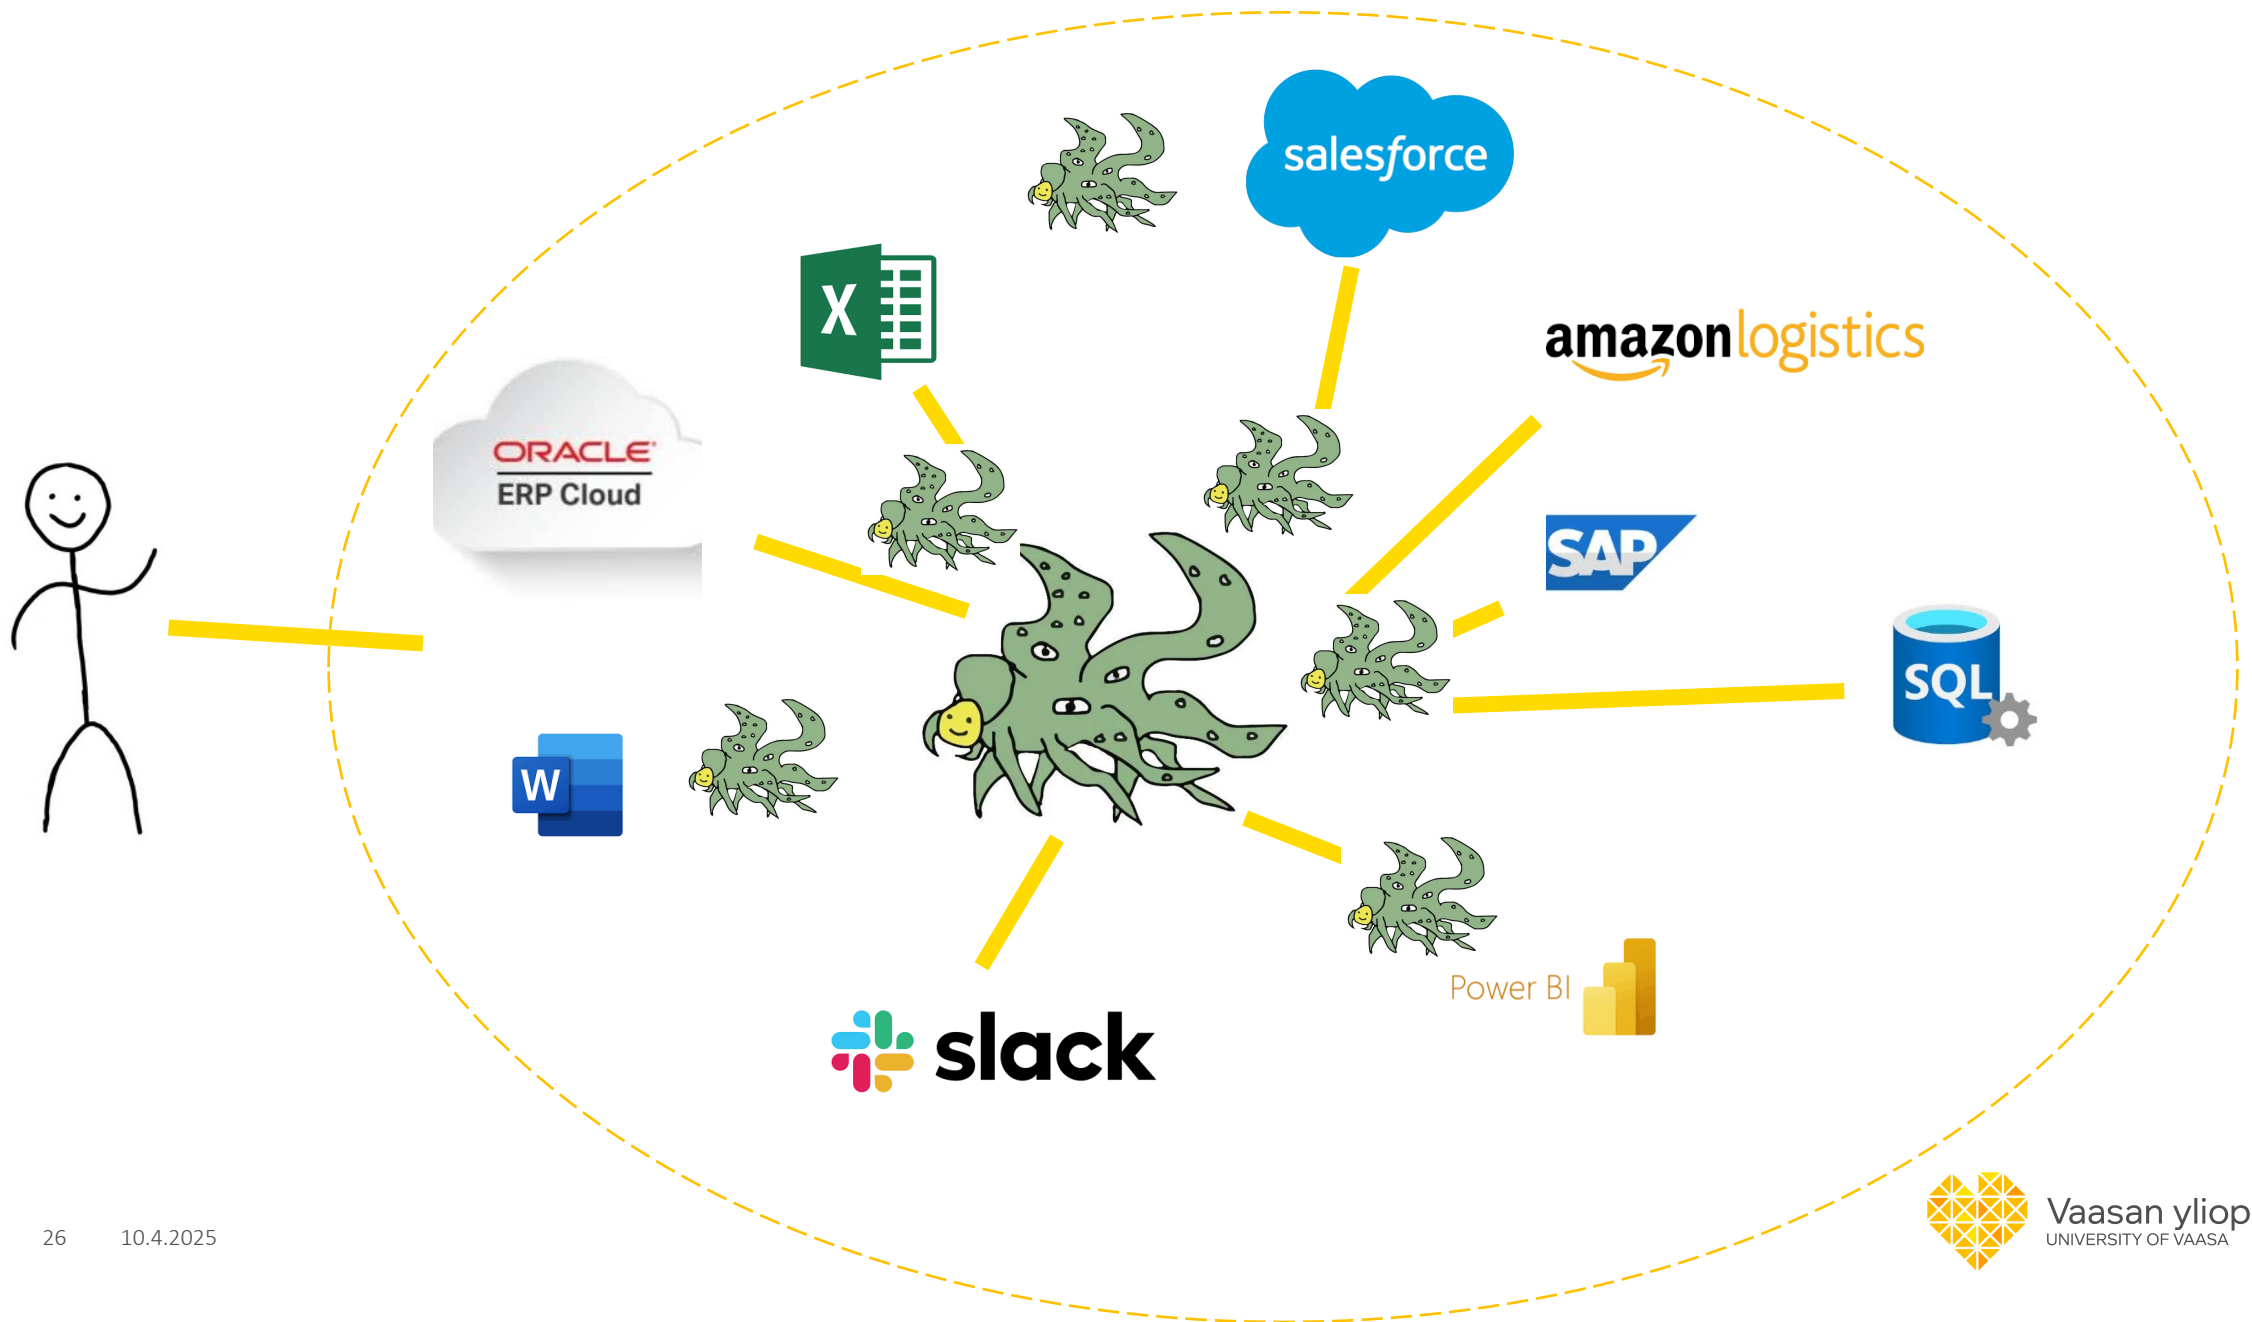 salesforce
X
amazonlogistics
ORACLE
ERP Cloud
SAP
SQL
W
Power BI
slack
Vaasan yliop
UNIVERSITY OF VAASA
26 10.4.2025